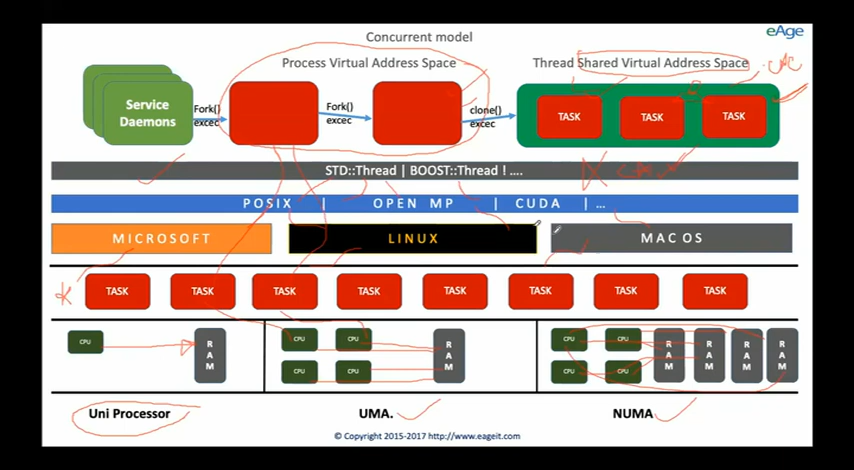 eAge
Concurrent model
Process Virtual Address Space
Thread Shared Virtual Address Space
Service
Daemons
Fork()
excec
Fork()
excec
clone()
excec
TASK
TASK
TASK
STD::Thread | BOOST::Thread ! ....
POSIX | OPEN MP | CUDA | ...
MICROSOFT
LINUX
MAC OS
TASK
TASK
TASK
TASK
TASK
TASK
TASK
TASK
CPU
RAM
CPU
CPU
CPU
CPU
RAM
CPU
CPU
CPU
CPU
RAM
RAM
RAM
RAM
Uni Processor
UMA.
NUMA
© Copyright 2015-2017 http://www.eageit.com